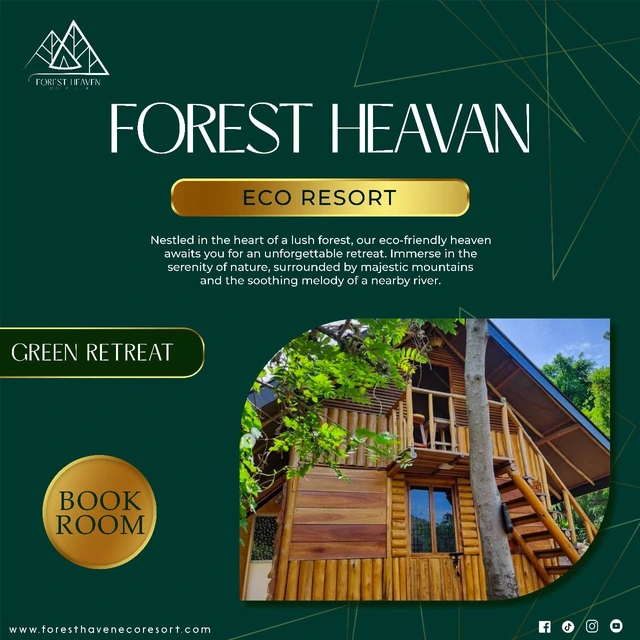 FOREST HEAVEN
FOREST HEAVAN
ECO RESORT
Nestled in the heart of a lush forest, our eco-friendly heaven
awaits you for an unforgettable retreat. Immerse in the
serenity of nature, surrounded by majestic mountains
and the soothing melody of a nearby river.
GREEN RETREAT
BOOK
ROOM
www.foresthavenecoresort.com